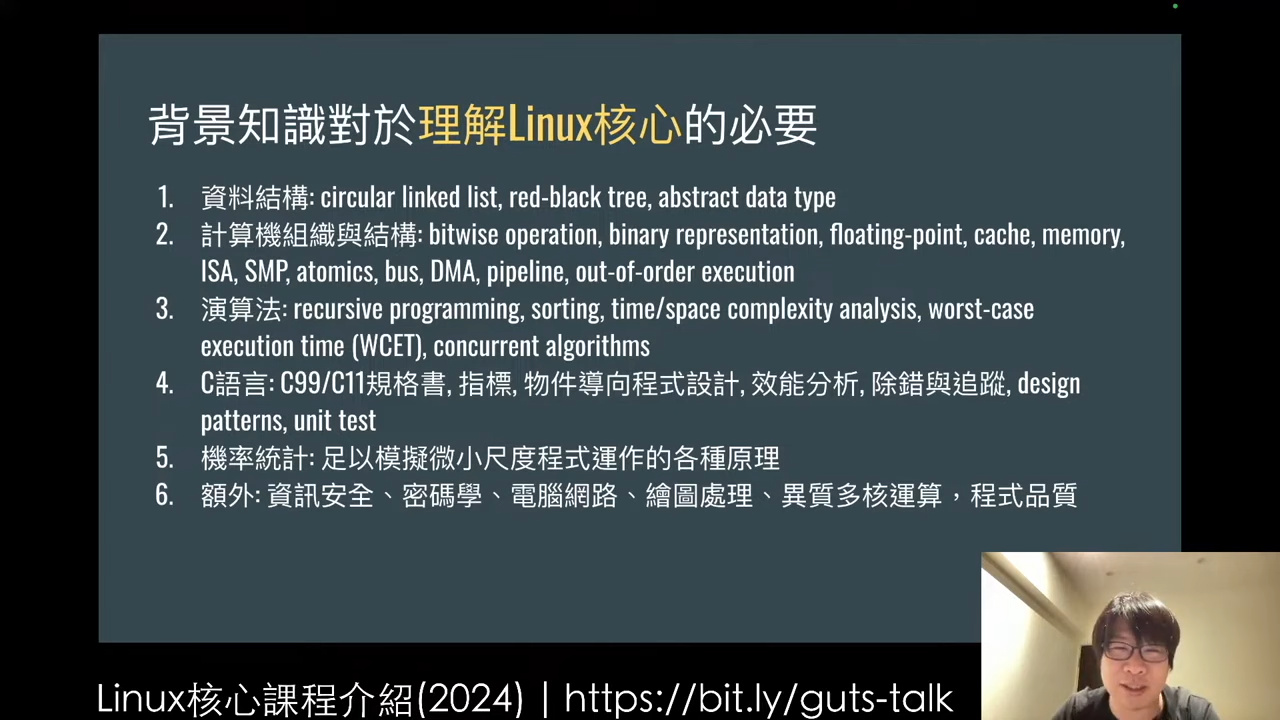 背景知識對於理解Linux核心的必要
1. 資料結構: circular linked list, red-black tree, abstract data type
2. 計算機組織與結構: bitwise operation, binary representation, floating-point, cache, memory,
ISA, SMP, atomics, bus, DMA, pipeline, out-of-order execution
3. 演算法: recursive programming, sorting, time/space complexity analysis, worst-case
execution time (WCET), concurrent algorithms
4. C語言: C99/C11規格書, 指標, 物件導向程式設計, 效能分析, 除錯與追蹤, design
patterns, unit test
5. 機率統計: 足以模擬微小尺度程式運作的各種原理
6. 額外: 資訊安全、密碼學、電腦網路、繪圖處理、異質多核運算，程式品質
Linux核心課程介紹(2024) | https://bit.ly/guts-talk